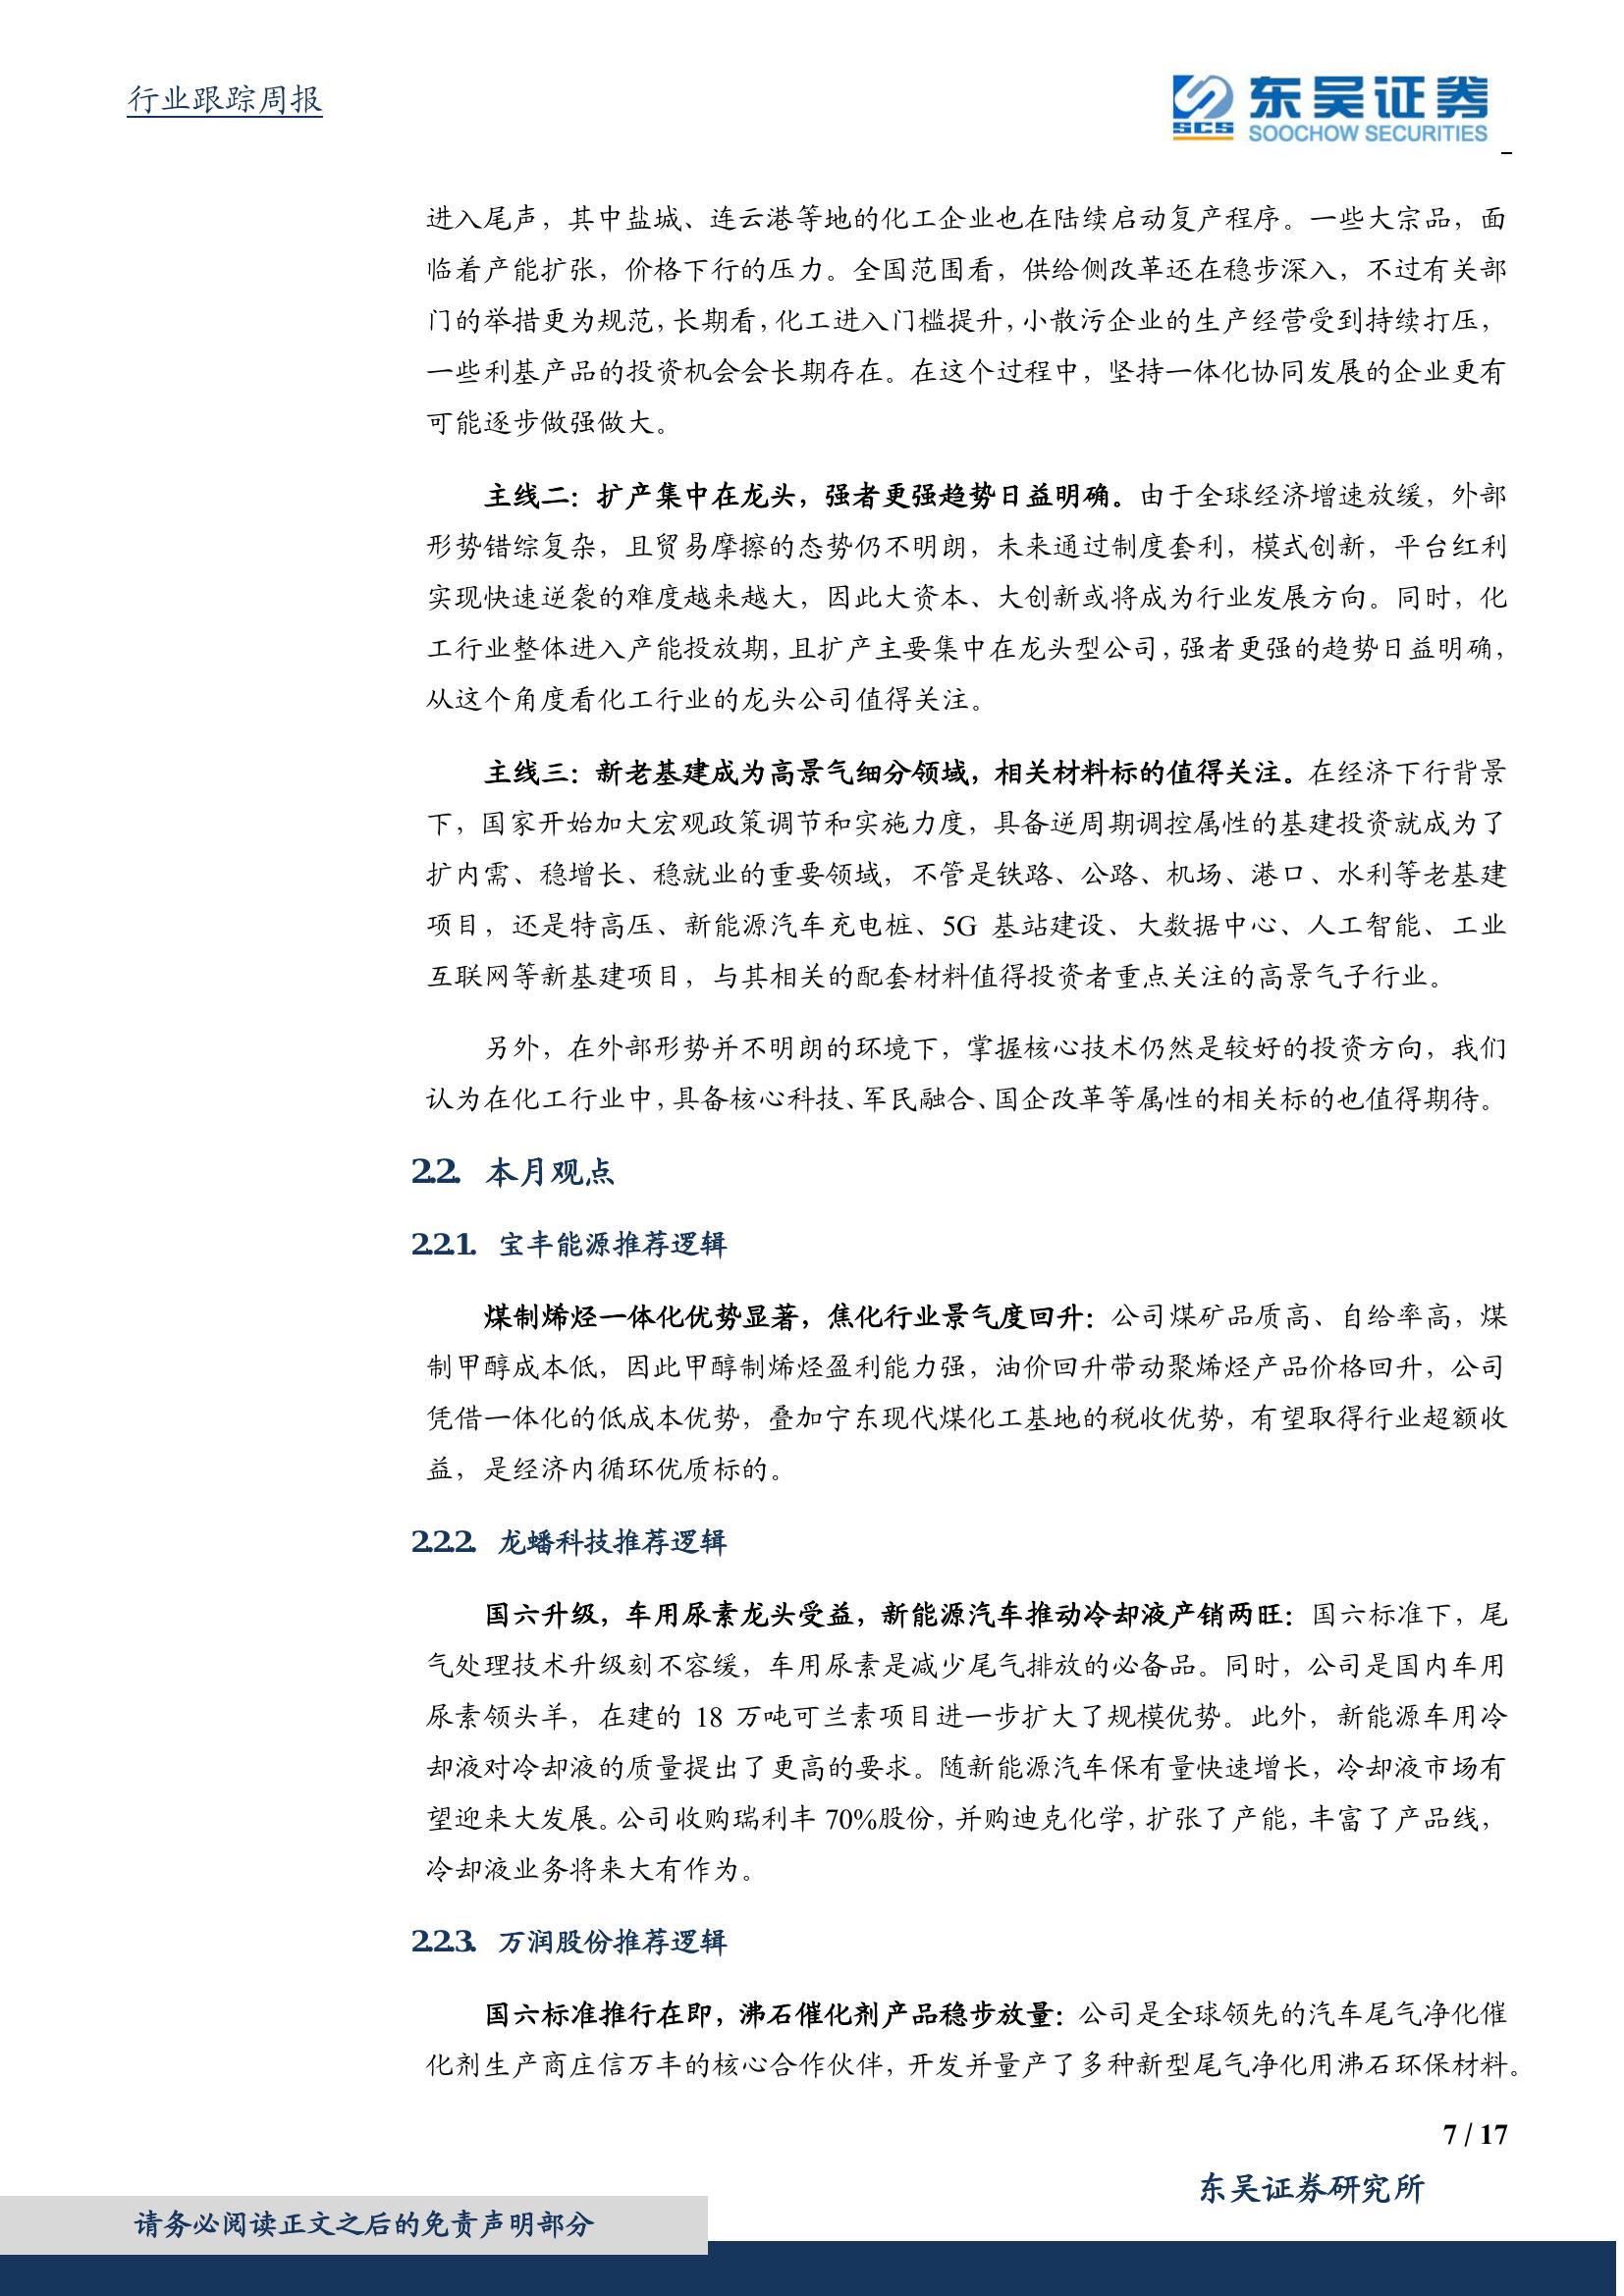 行业跟踪周报
SCS
东吴证券
SOOCHOW SECURITIES
进入尾声，其中盐城、连云港等地的化工企业也在陆续启动复产程序。一些大宗品，面
临着产能扩张，价格下行的压力。全国范围看，供给侧改革还在稳步深入，不过有关部
门的举措更为规范，长期看，化工进入门槛提升，小散污企业的生产经营受到持续打压，
一些利基产品的投资机会会长期存在。在这个过程中，坚持一体化协同发展的企业更有
可能逐步做强做大。
主线二：扩产集中在龙头，强者更强趋势日益明确。由于全球经济增速放缓，外部
形势错综复杂，且贸易摩擦的态势仍不明朗，未来通过制度套利，模式创新，平台红利
实现快速逆袭的难度越来越大，因此大资本、大创新或将成为行业发展方向。同时，化
工行业整体进入产能投放期，且扩产主要集中在龙头型公司，强者更强的趋势日益明确，
从这个角度看化工行业的龙头公司值得关注。
主线三：新老基建成为高景气细分领域，相关材料标的值得关注。在经济下行背景
下，国家开始加大宏观政策调节和实施力度，具备逆周期调控属性的基建投资就成为了
扩内需、稳增长、稳就业的重要领域，不管是铁路、公路、机场、港口、水利等老基建
项目，还是特高压、新能源汽车充电桩、5G 基站建设、大数据中心、人工智能、工业
互联网等新基建项目，与其相关的配套材料值得投资者重点关注的高景气子行业。
另外，在外部形势并不明朗的环境下，掌握核心技术仍然是较好的投资方向，我们
认为在化工行业中，具备核心科技、军民融合、国企改革等属性的相关标的也值得期待。
2.2. 本月观点
2.2.1. 宝丰能源推荐逻辑
煤制烯烃一体化优势显著，焦化行业景气度回升：公司煤矿品质高、自给率高，煤
制甲醇成本低，因此甲醇制烯烃盈利能力强，油价回升带动聚烯烃产品价格回升，公司
凭借一体化的低成本优势，叠加宁东现代煤化工基地的税收优势，有望取得行业超额收
益，是经济内循环优质标的。
2.2.2. 龙蟠科技推荐逻辑
国六升级，车用尿素龙头受益，新能源汽车推动冷却液产销两旺：国六标准下，尾
气处理技术升级刻不容缓，车用尿素是减少尾气排放的必备品。同时，公司是国内车用
尿素领头羊，在建的 18 万吨可兰素项目进一步扩大了规模优势。此外，新能源车用冷
却液对冷却液的质量提出了更高的要求。随新能源汽车保有量快速增长，冷却液市场有
望迎来大发展。公司收购瑞利丰 70%股份，并购迪克化学，扩张了产能，丰富了产品线，
冷却液业务将来大有作为。
2.2.3. 万润股份推荐逻辑
国六标准推行在即，沸石催化剂产品稳步放量：公司是全球领先的汽车尾气净化催
化剂生产商庄信万丰的核心合作伙伴，开发并量产了多种新型尾气净化用沸石环保材料。
7 / 17
东吴证券研究所
请务必阅读正文之后的免责声明部分